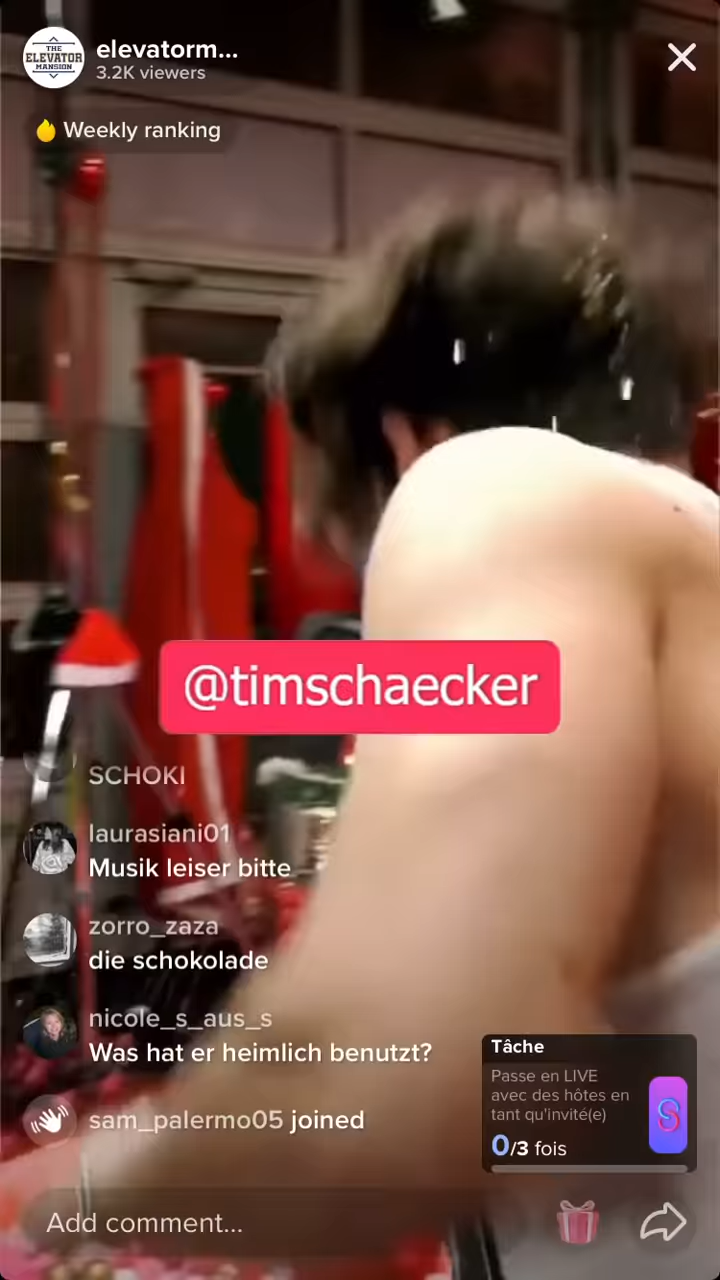 THE
ELEVATOR
MANSION
elevatorm...
3.2K viewers
Weekly ranking
@timschaecker
SCHOKI
laurasiani01
Musik leiser bitte
zorro_zaza
die schokolade
nicole_s_aus_s
Was hat er heimlich benutzt?
sam_palermo05 joined
Tâche
Passe en LIVE
avec des hôtes en
tant qu'invité(e)
0/3 fois
Add comment...